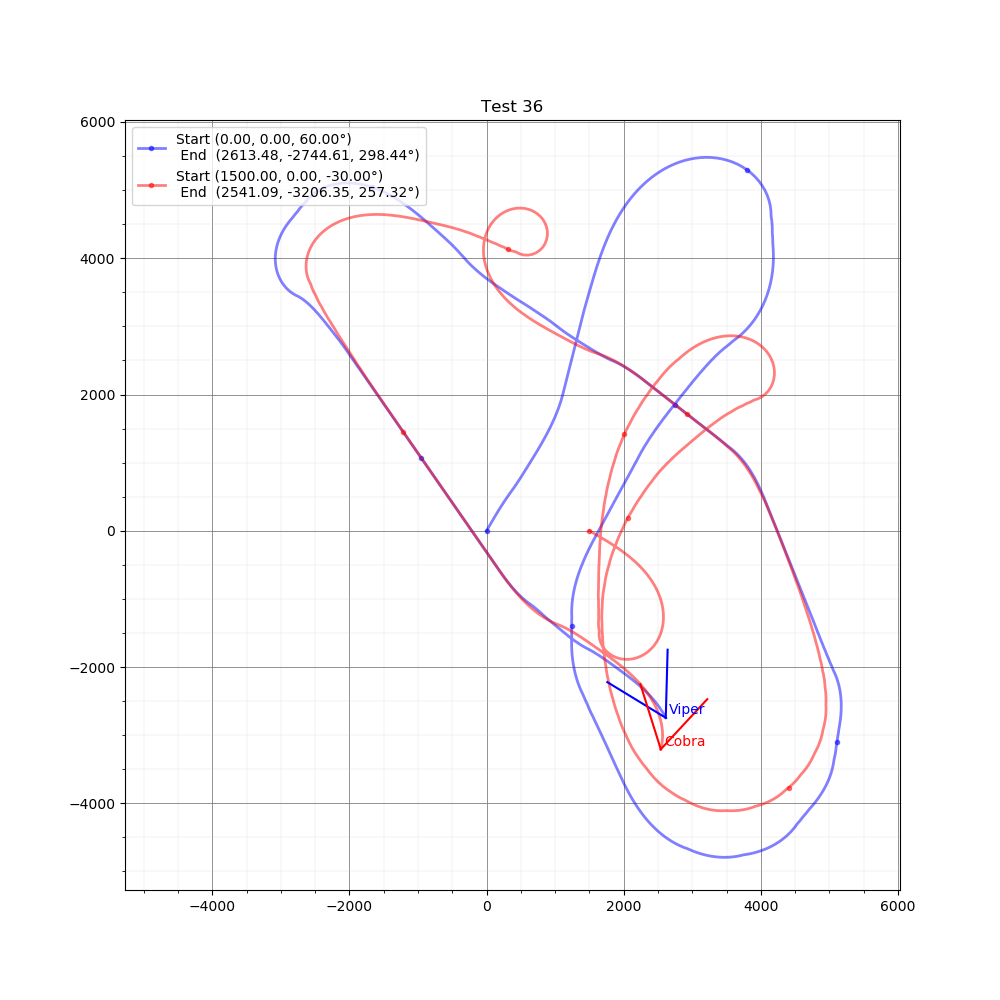 Test 36
Start (0.00, 0.00, 60.00°)
End (2613.48, -2744.61, 298.44°)
Start (1500.00, 0.00, -30.00°)
End (2541.09, -3206.35, 257.32°)
6000
4000
2000
0
−2000
−4000
Viper
Cobra
−4000 −2000 0 2000 4000 6000